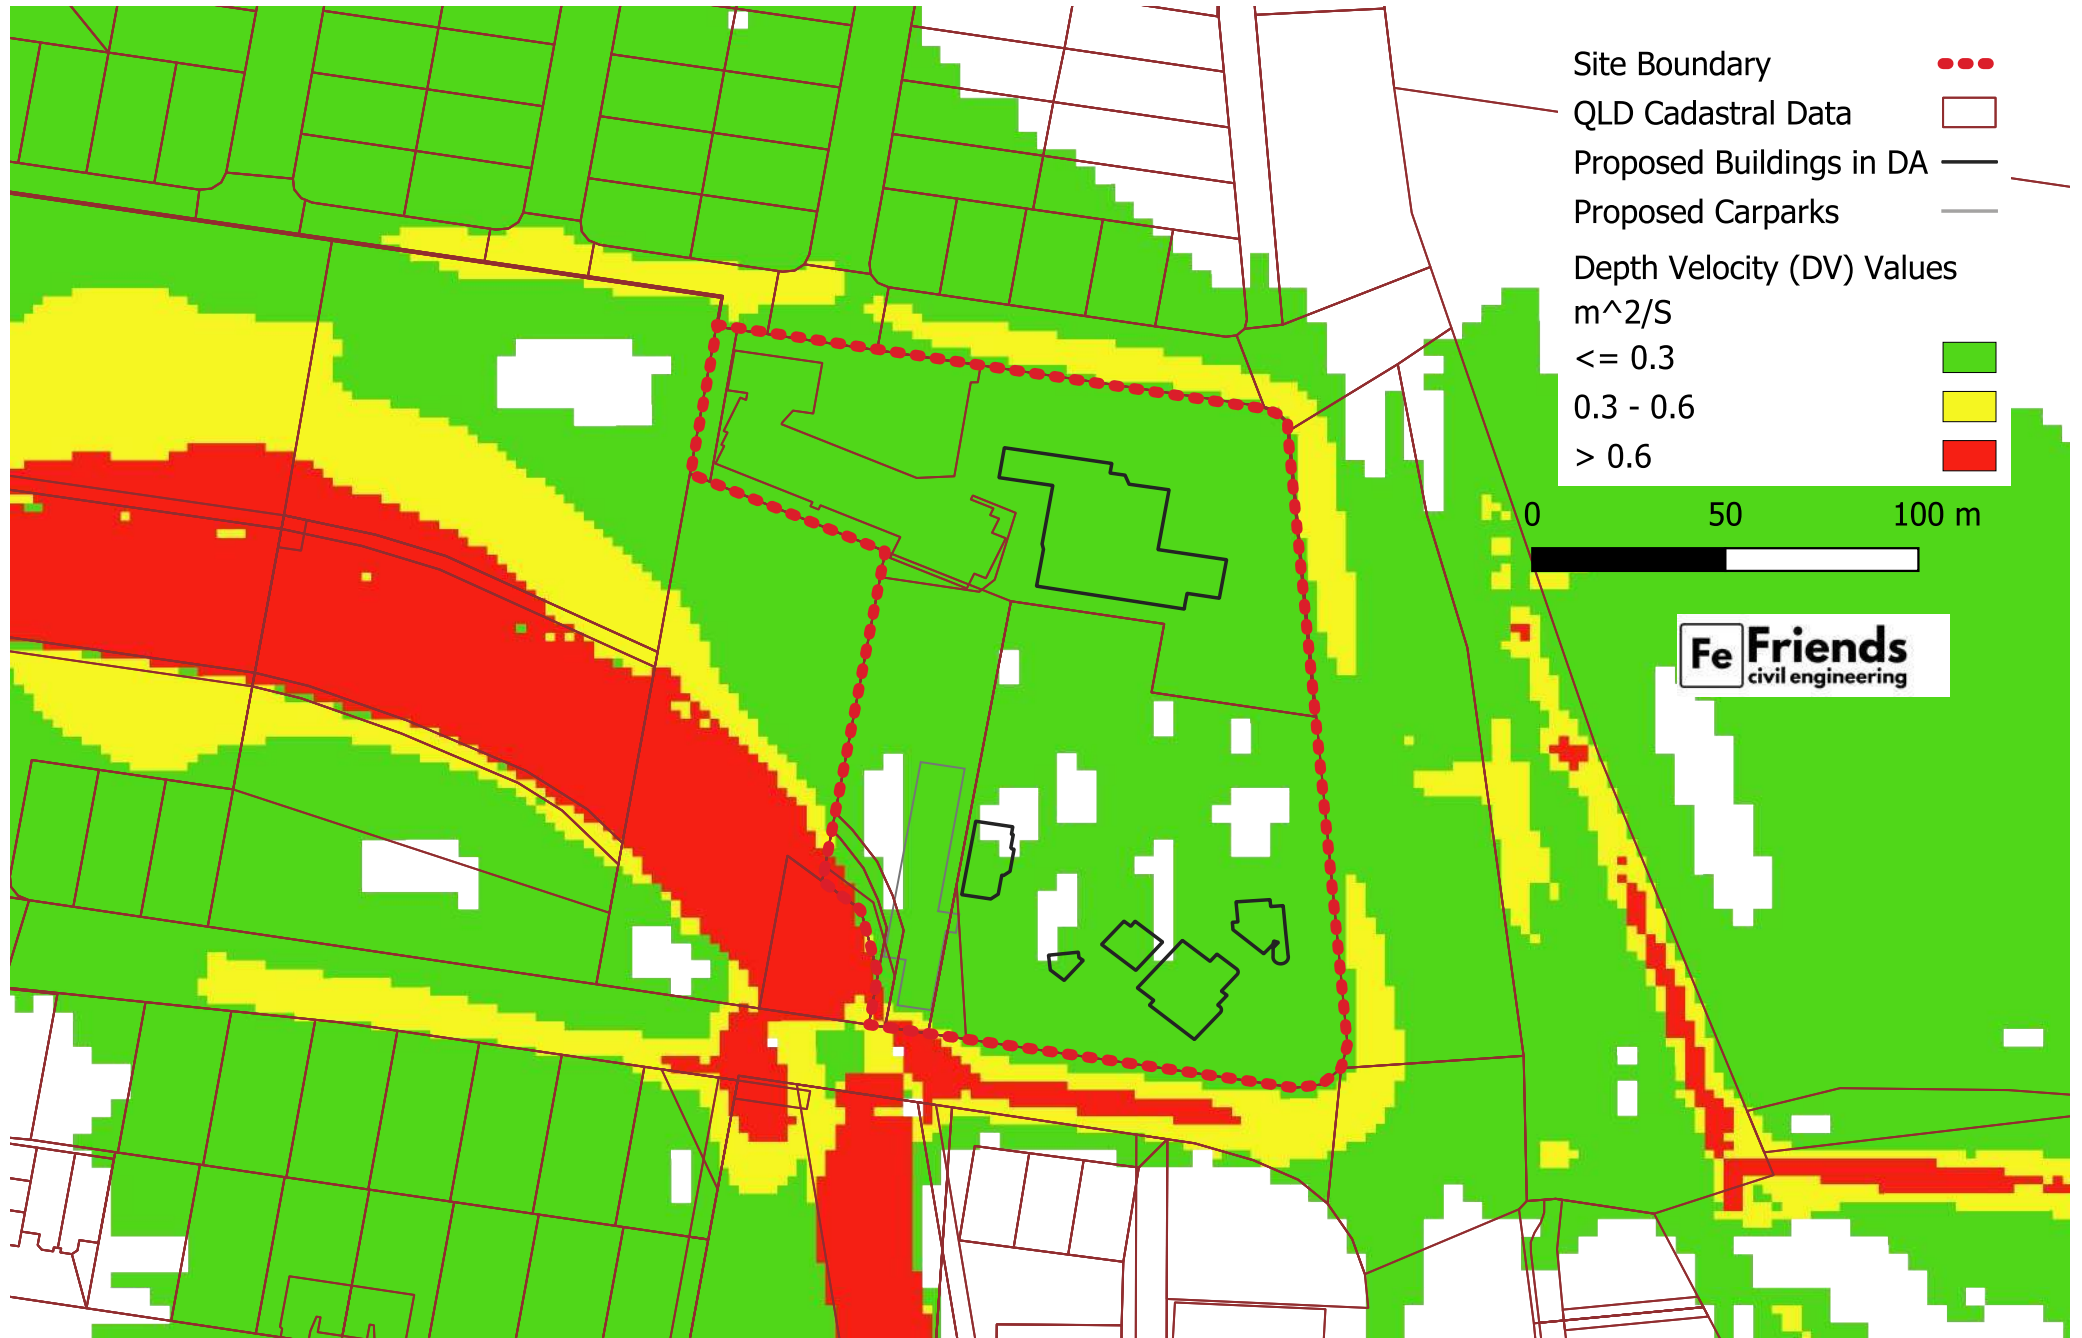 Site Boundary
QLD Cadastral Data
Proposed Buildings in DA
Proposed Carparks
Depth Velocity (DV) Values
m^2/S
<= 0.3
0.3 - 0.6
> 0.6
0 50 100 m
Fe Friends
civil engineering